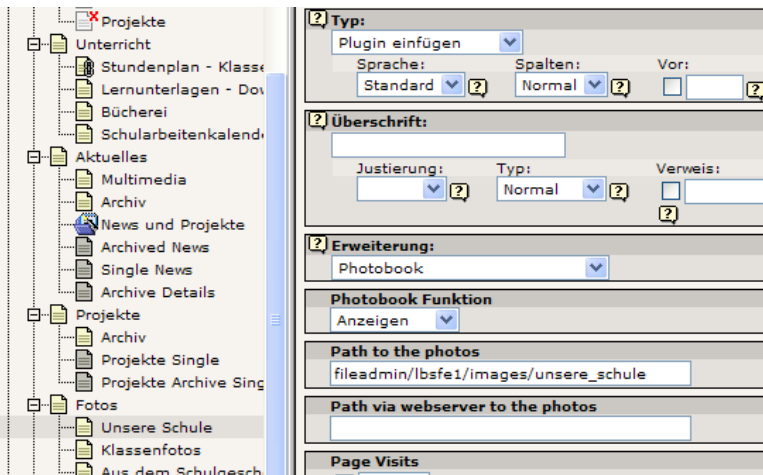 Projekte
Unterricht
Stundenplan - Klasse
Lernunterlagen - Dow
Bücherei
Schularbeitenkalende
Aktuelles
Multimedia
Archiv
News und Projekte
Archived News
Single News
Archive Details
Projekte
Archiv
Projekte Single
Projekte Archive Sing
Fotos
Unsere Schule
Klassenfotos
Aus dem Schulgesch
Typ:
Plugin einfügen
Sprache: Spalten: Vor:
Standard Normal
Überschrift:
Justierung: Typ: Verweis:
Normal
Erweiterung:
Photobook
Photobook Funktion
Anzeigen
Path to the photos
fileadmin/lbsfe1/images/unsere_schule
Path via webserver to the photos
Page Visits